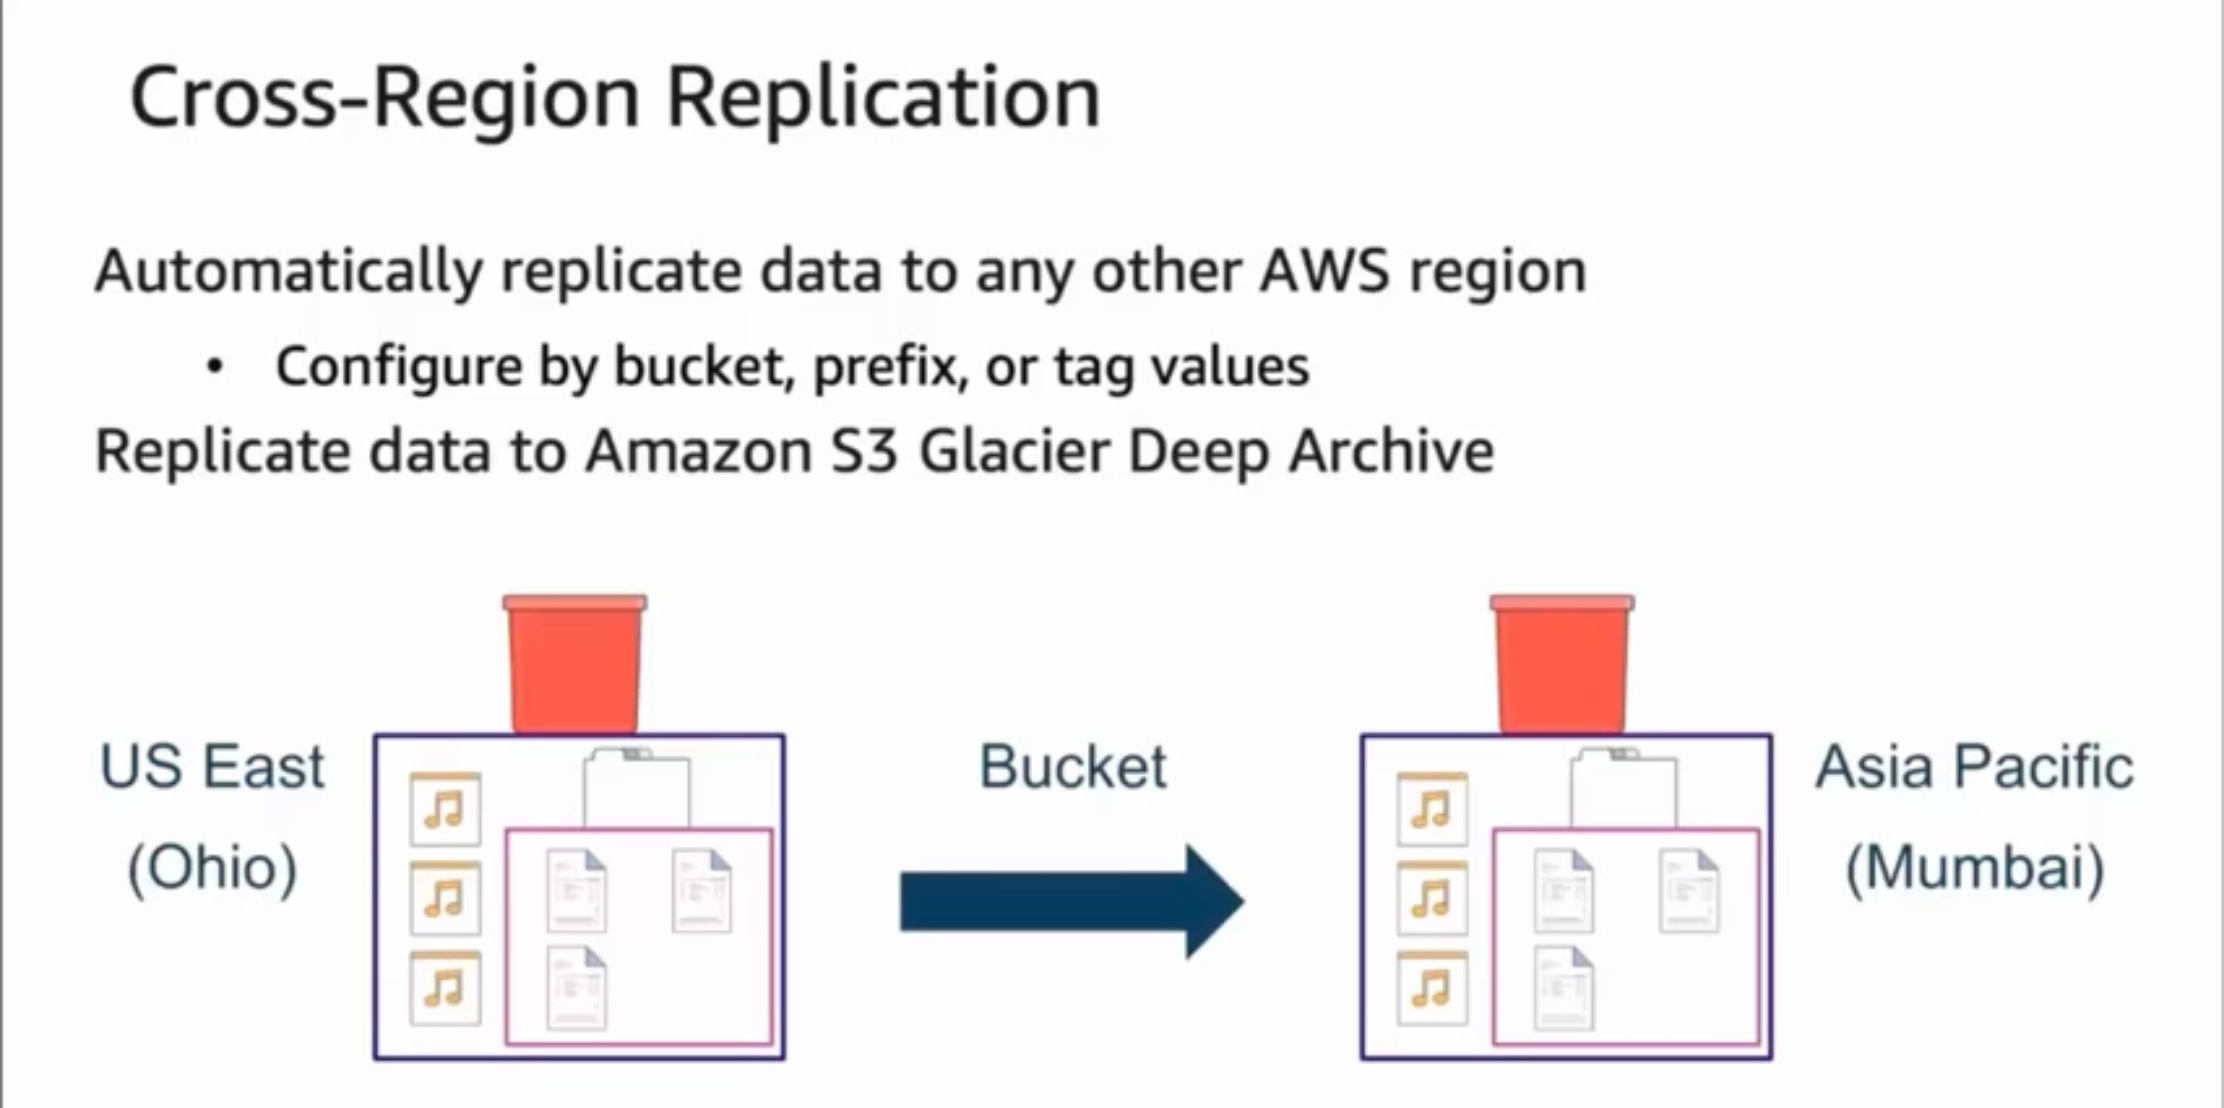 Cross-Region Replication
Automatically replicate data to any other AWS region
• Configure by bucket, prefix, or tag values
Replicate data to Amazon S3 Glacier Deep Archive
US East
(Ohio)
Bucket
Asia Pacific
(Mumbai)